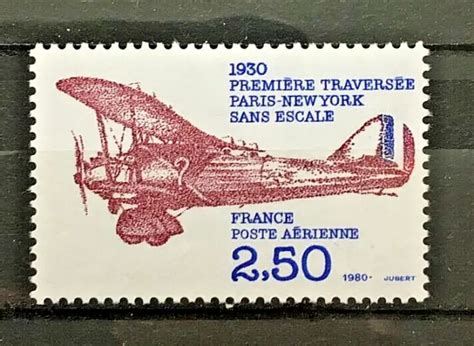 1930
PREMIÈRE TRAVERSÉE
PARIS-NEW YORK
SANS ESCALE
?
FRANCE
POSTE AÉRIENNE
2,50
1980- JUBERT